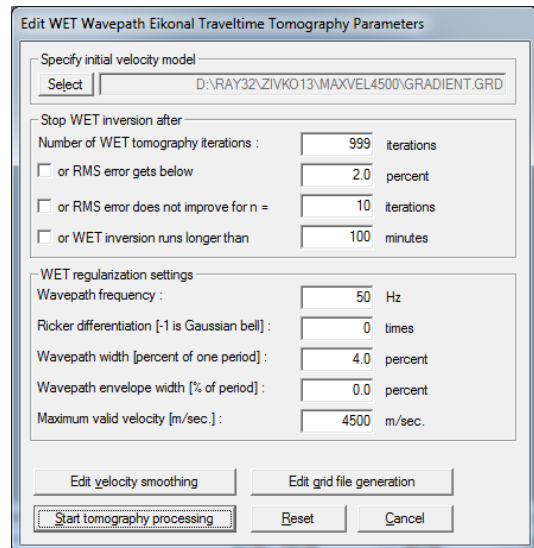 Edit WET Wavepath Eikonal Traveltime Tomography Parameters
Specify initial velocity model
Select D:\RAY32\ZIVKO13\MAXVEL4500\GRADIENT.GRD
Stop WET inversion after
Number of WET tomography iterations : 999 iterations
or RMS error gets below 2.0 percent
or RMS error does not improve for n = 10 iterations
or WET inversion runs longer than 100 minutes
WET regularization settings
Wavepath frequency : 50 Hz
Ricker differentiation [-1 is Gaussian bell] : 0 times
Wavepath width [percent of one period] : 4.0 percent
Wavepath envelope width [% of period] : 0.0 percent
Maximum valid velocity [m/sec.] : 4500 m/sec.
Edit velocity smoothing Edit grid file generation
Start tomography processing Reset Cancel